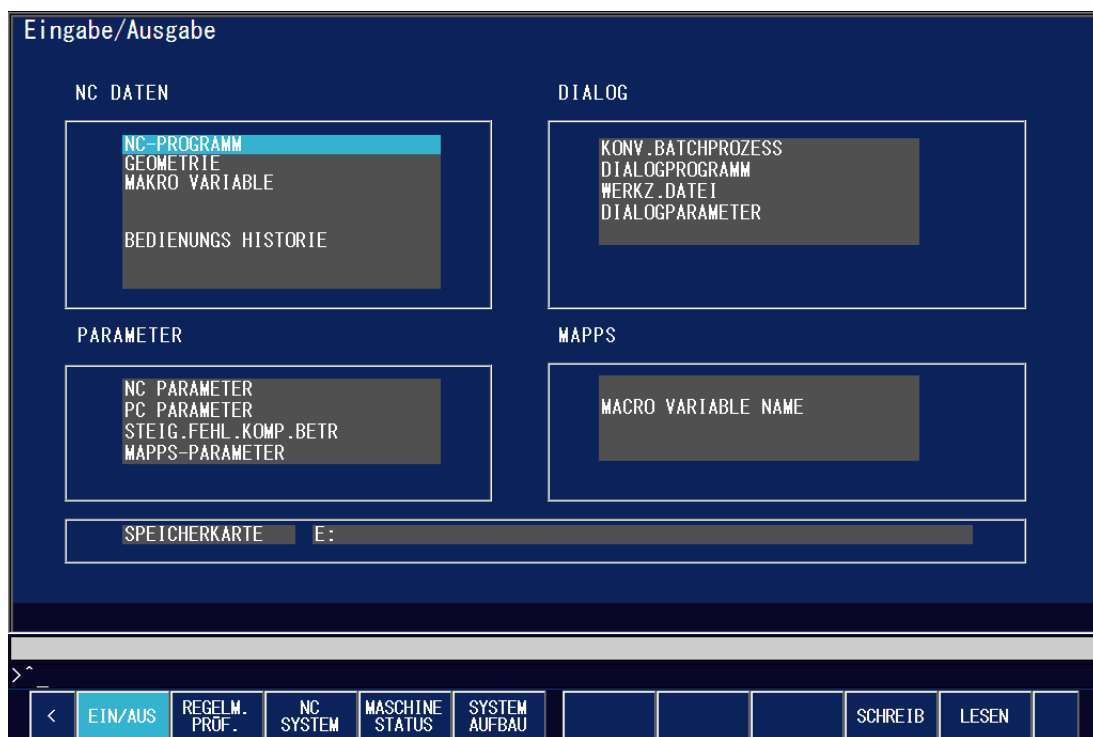 Eingabe/Ausgabe
NC DATEN
NC-PROGRAMM
GEOMETRIE
MAKRO VARIABLE
BEDIENUNGS HISTORIE
DIALOG
KONV.BATCHPROZESS
DIALOGPROGRAMM
WERKZ.DATEI
DIALOGPARAMETER
PARAMETER
NC PARAMETER
PC PARAMETER
STEIG.FEHL.KOMP.BETR
MAPPS-PARAMETER
MAPPS
MACRO VARIABLE NAME
SPEICHERKARTE E:
>^_
< EIN/AUS
REGELM.
PRÜF.
NC
SYSTEM
MASCHINE
STATUS
SYSTEM
AUFBAU
SCHREIB
LESEN